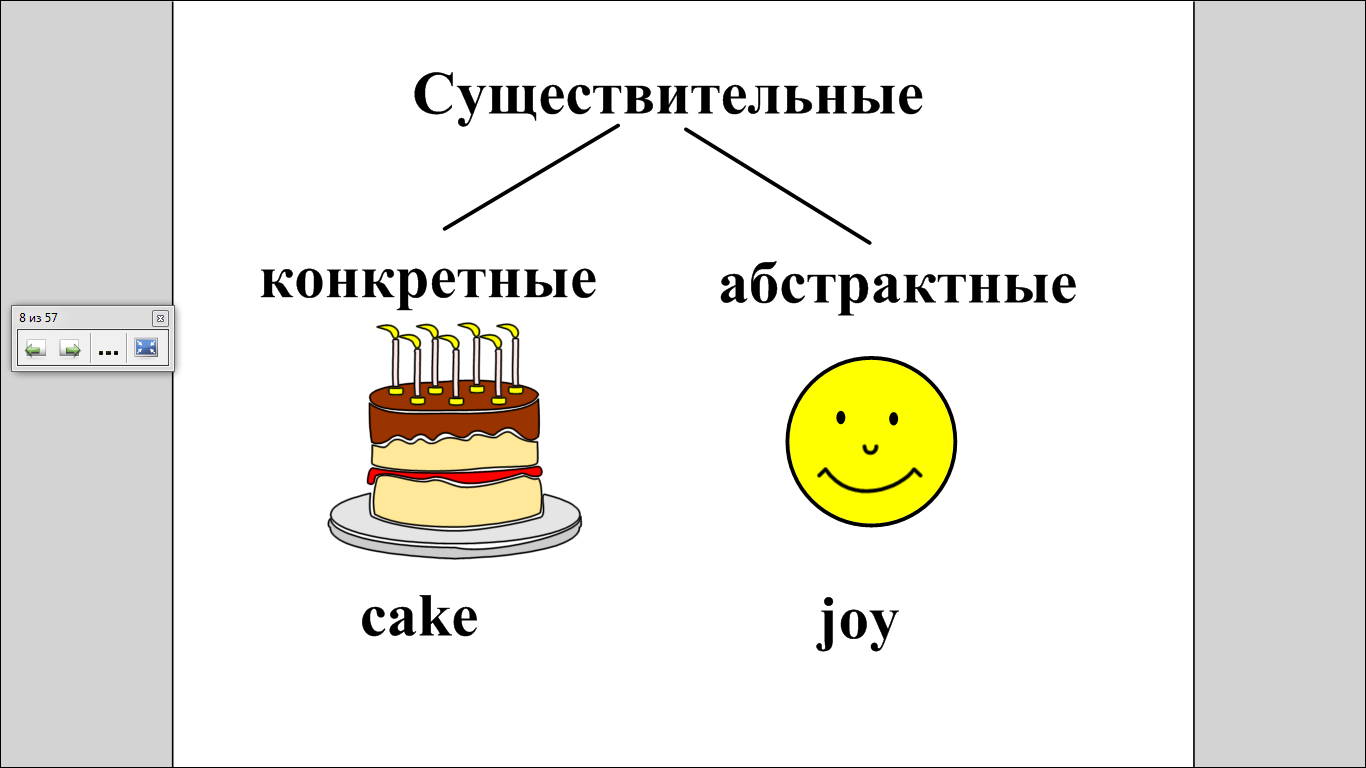 Существительные
конкретные
абстрактные
8 из 57
...
cake
joy